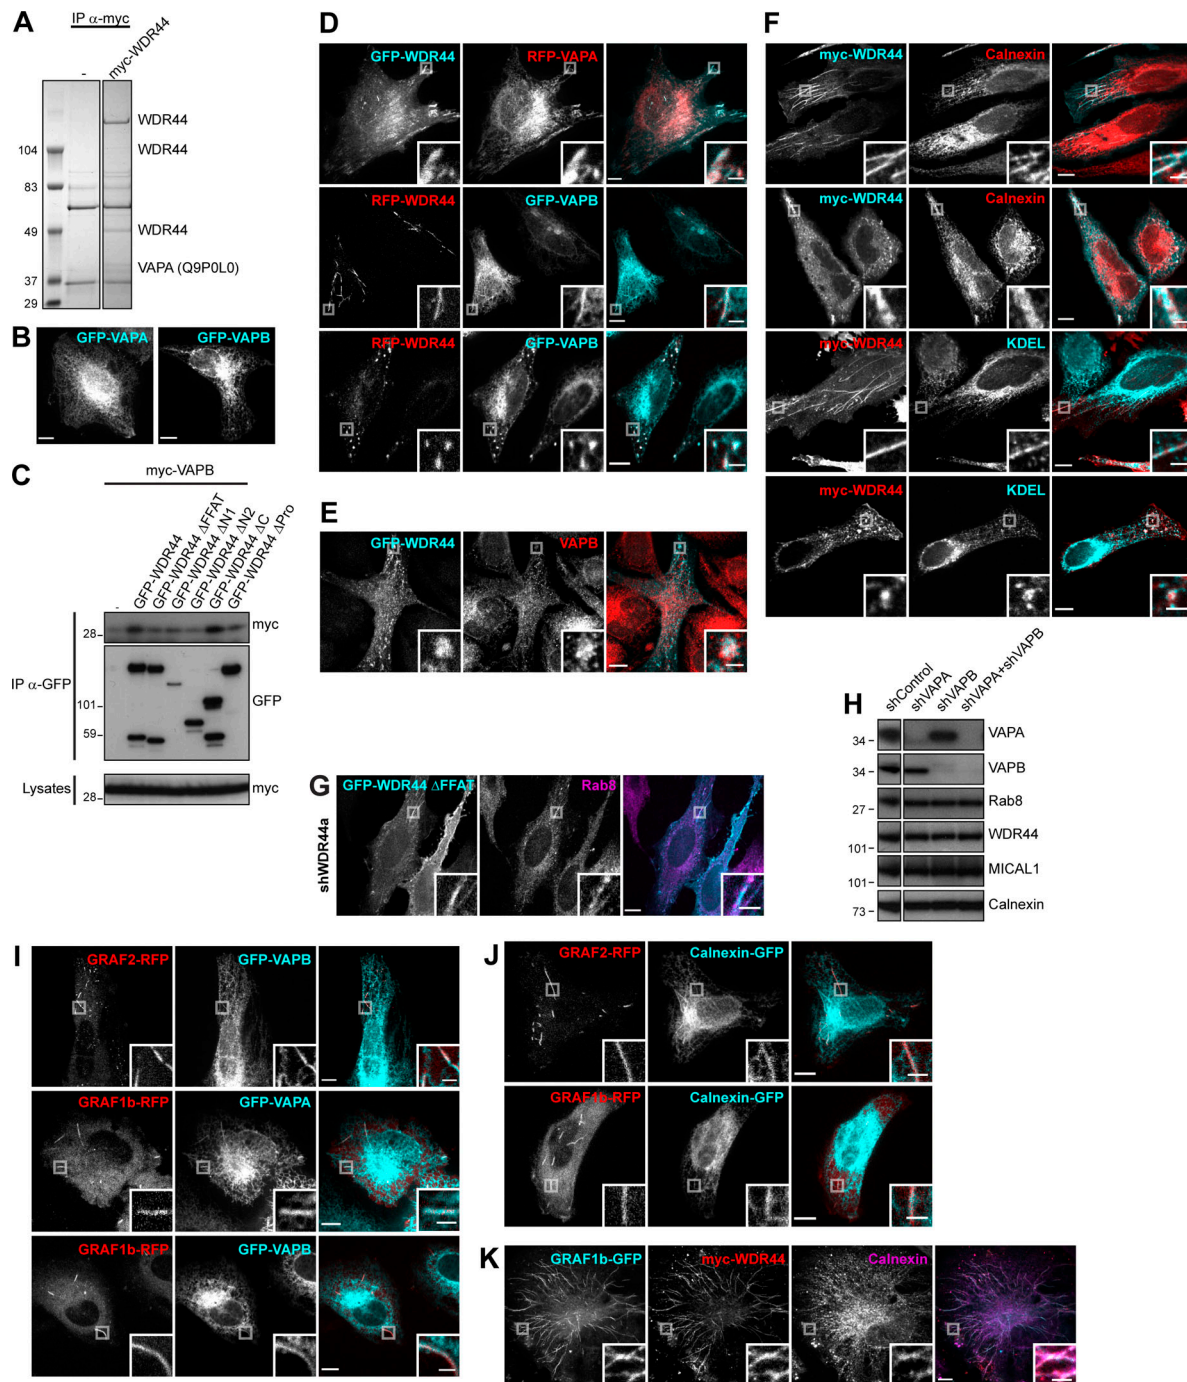 A
IP α-myc
-
myc-WDR44
WDR44
104
WDR44
83
49
WDR44
VAPA (Q9P0L0)
37
29
B
GFP-VAPA
GFP-VAPB
C
myc-VAPB
-
GFP-WDR44
GFP-WDR44 ΔFFAT
GFP-WDR44 ΔN1
GFP-WDR44 ΔN2
GFP-WDR44 ΔC
GFP-WDR44 ΔPro
28
myc
IP α-GFP
101
GFP
59
Lysates
28
myc
D
GFP-WDR44
RFP-VAPA
RFP-WDR44
GFP-VAPB
RFP-WDR44
GFP-VAPB
E
GFP-WDR44
VAPB
F
myc-WDR44
Calnexin
myc-WDR44
Calnexin
myc-WDR44
KDEL
myc-WDR44
KDEL
G
shWDR44a
GFP-WDR44 ΔFFAT
Rab8
H
shControl
shVAPA
shVAPB
shVAPA+shVAPB
34
VAPA
34
VAPB
27
Rab8
101
WDR44
101
MICAL1
73
Calnexin
I
GRAF2-RFP
GFP-VAPB
GRAF1b-RFP
GFP-VAPA
GRAF1b-RFP
GFP-VAPB
J
GRAF2-RFP
Calnexin-GFP
GRAF1b-RFP
Calnexin-GFP
K
GRAF1b-GFP
myc-WDR44
Calnexin